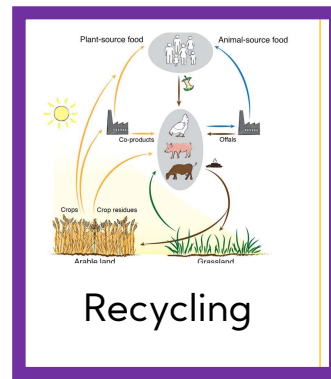 Plant-source food
Animal-source food
Co-products
Offals
Crops
Crop residues
Arable land
Grassland
Recycling